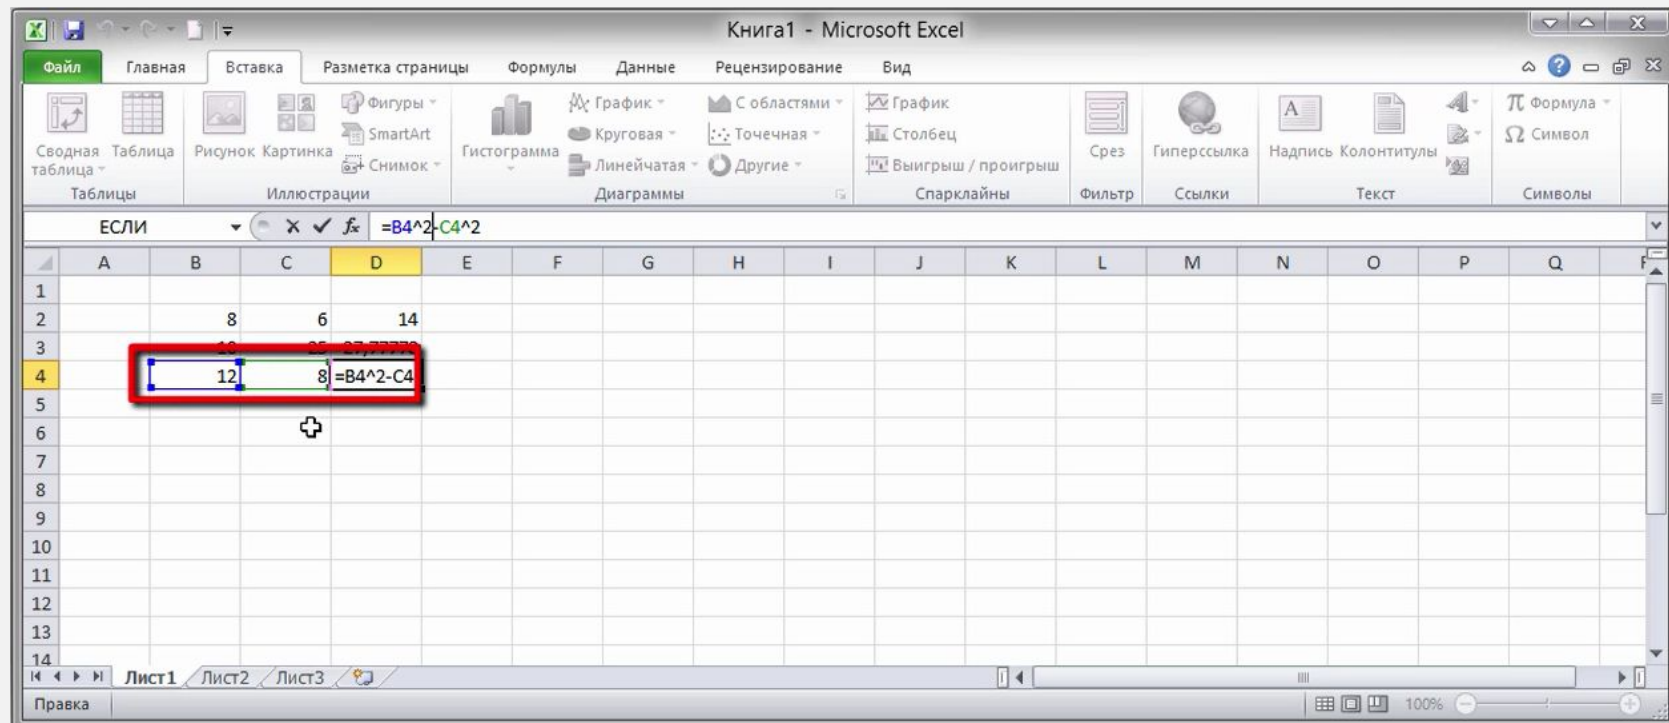 Книга1 - Microsoft Excel
Файл Главная Вставка Разметка страницы Формулы Данные Рецензирование Вид
Фигуры График С областями График A π Формула
SmartArt Круговая Точечная Столбец Ω Символ
Сводная таблица Таблица Рисунок Картинка Снимок Гистограмма Линейчатая Другие Выигрыш / проигрыш Срез Гиперссылка Надпись Колонтитулы
Таблицы Иллюстрации Диаграммы Спарклайны Фильтр Ссылки Текст Символы
ЕСЛИ fx =B4^2-C4^2
A B C D E F G H I J K L M N O P Q
1
2 8 6 14
3
4 12 8 =B4^2-C4
5
6
7
8
9
10
11
12
13
14
Лист1 Лист2 Лист3
Правка 100%